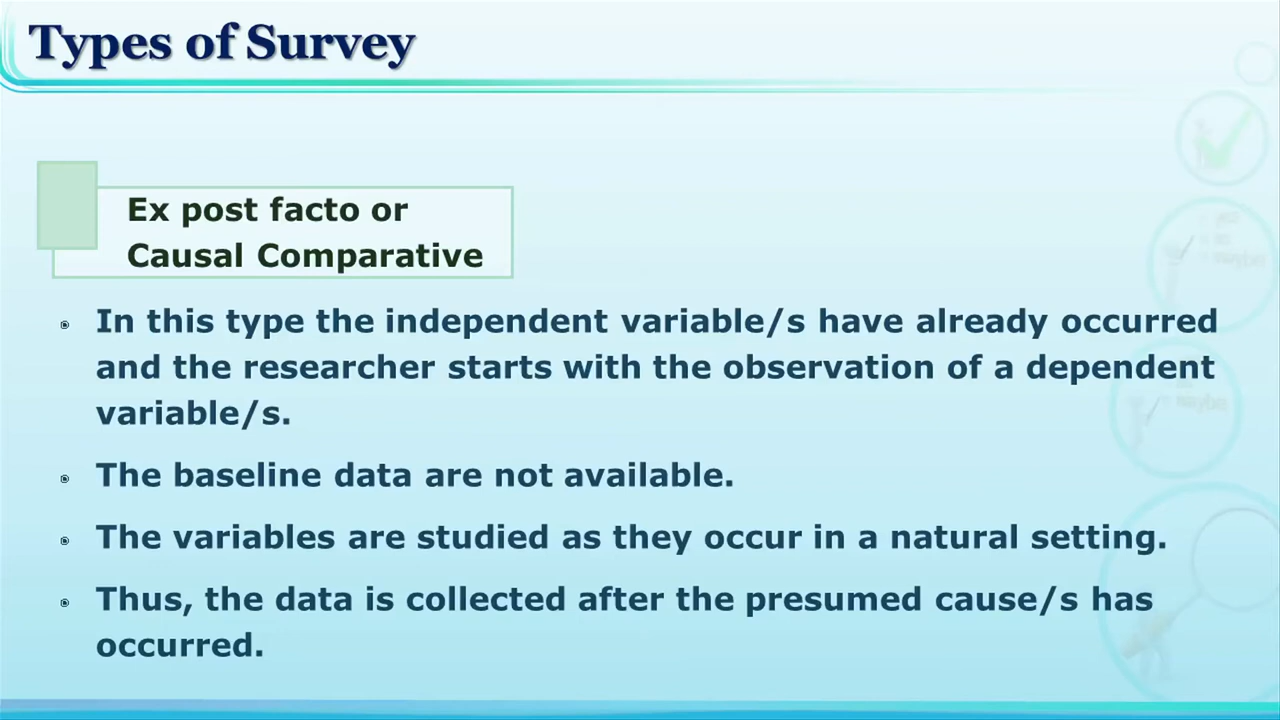 Types of Survey
Ex post facto or
Causal Comparative
In this type the independent variable/s have already occurred
and the researcher starts with the observation of a dependent
variable/s.
The baseline data are not available.
The variables are studied as they occur in a natural setting.
Thus, the data is collected after the presumed cause/s has
occurred.
maybe
maybe